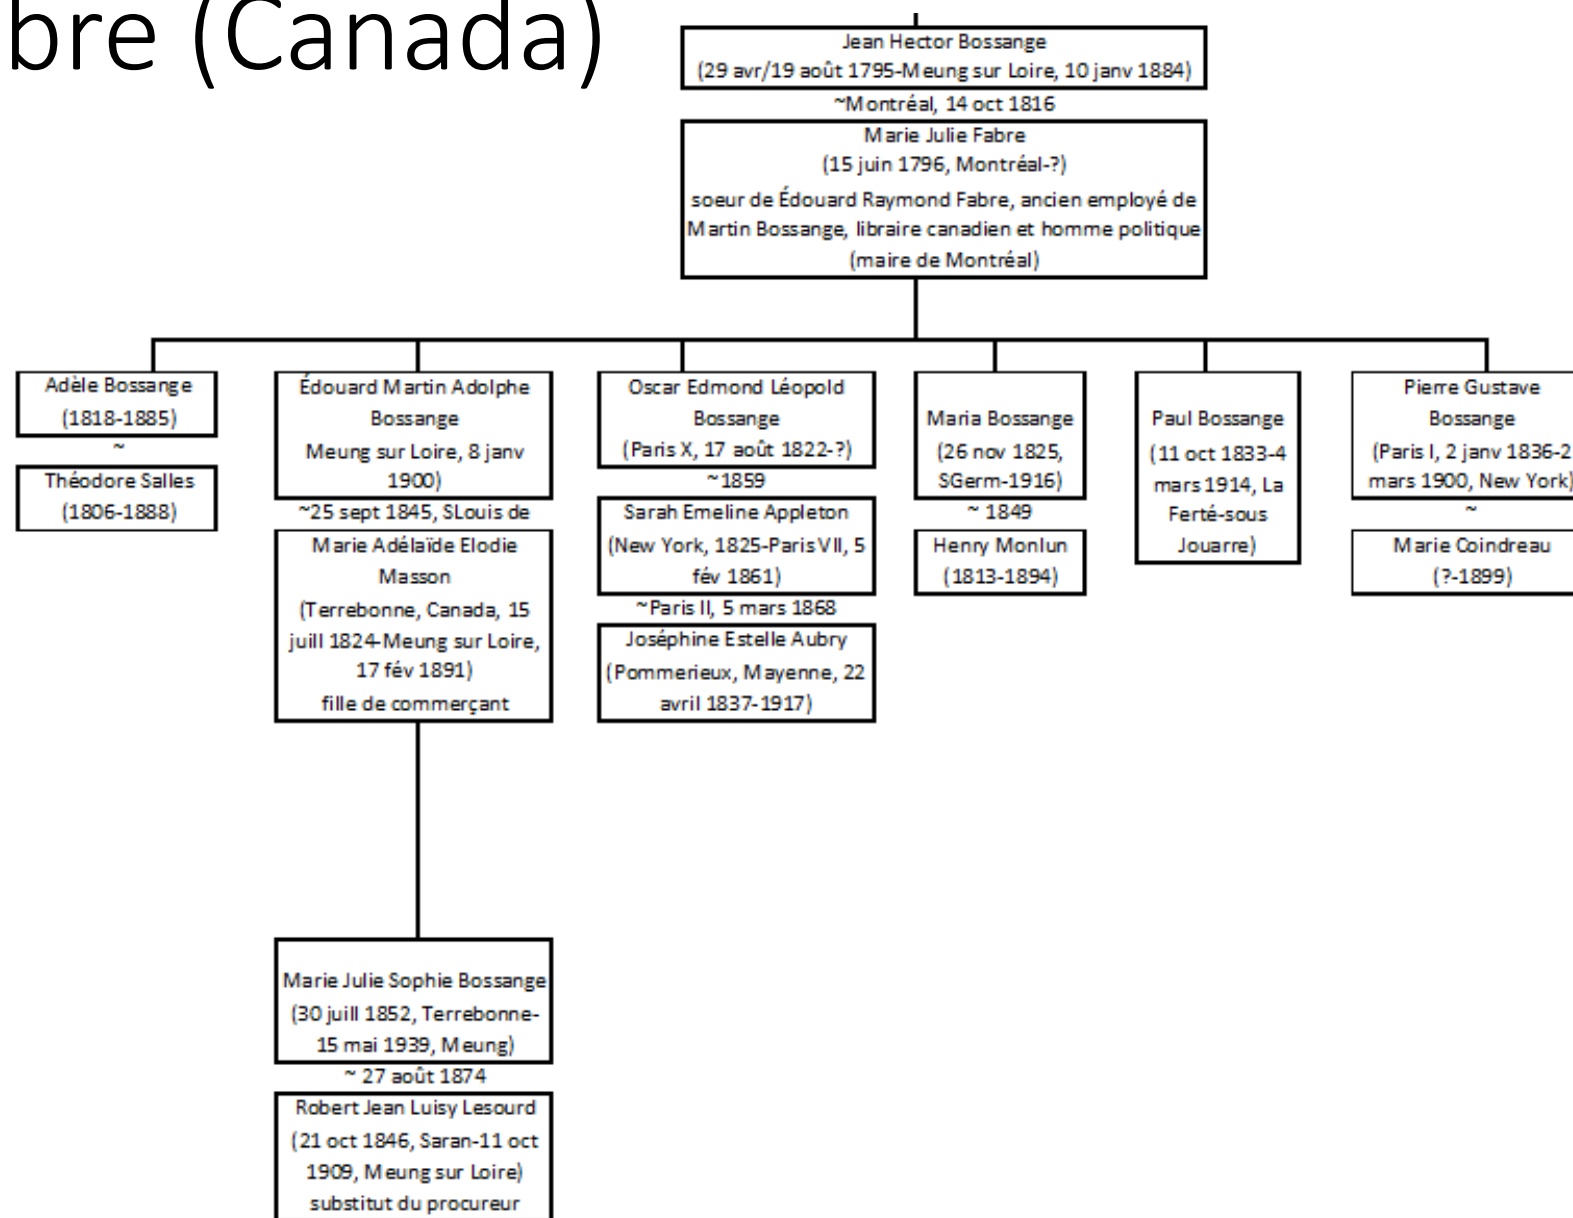 bre (Canada)
Jean Hector Bossange
(29 avr/19 août 1795-Meung sur Loire, 10 janv 1884)
~Montréal, 14 oct 1816
Marie Julie Fabre
(15 juin 1796, Montréal-?)
soeur de Édouard Raymond Fabre, ancien employé de
Martin Bossange, libraire canadien et homme politique
(maire de Montréal)
Adèle Bossange
(1818-1885)
~
Théodore Salles
(1806-1888)
Édouard Martin Adolphe
Bossange
Meung sur Loire, 8 janv
1900)
~25 sept 1845, SLouis de
Marie Adélaïde Elodie
Masson
(Terrebonne, Canada, 15
juill 1824-Meung sur Loire,
17 fév 1891)
fille de commerçant
Oscar Edmond Léopold
Bossange
(Paris X, 17 août 1822-?)
~1859
Sarah Emeline Appleton
(New York, 1825-Paris VII, 5
fév 1861)
~Paris II, 5 mars 1868
Joséphine Estelle Aubry
(Pommerieux, Mayenne, 22
avril 1837-1917)
Maria Bossange
(26 nov 1825,
SGerm-1916)
~ 1849
Henry Monlun
(1813-1894)
Paul Bossange
(11 oct 1833-4
mars 1914, La
Ferté-sous
Jouarre)
Pierre Gustave
Bossange
(Paris I, 2 janv 1836-2
mars 1900, New York)
~
Marie Coindreau
(?-1899)
Marie Julie Sophie Bossange
(30 juill 1852, Terrebonne-
15 mai 1939, Meung)
~ 27 août 1874
Robert Jean Luisy Lesourd
(21 oct 1846, Saran-11 oct
1909, Meung sur Loire)
substitut du procureur